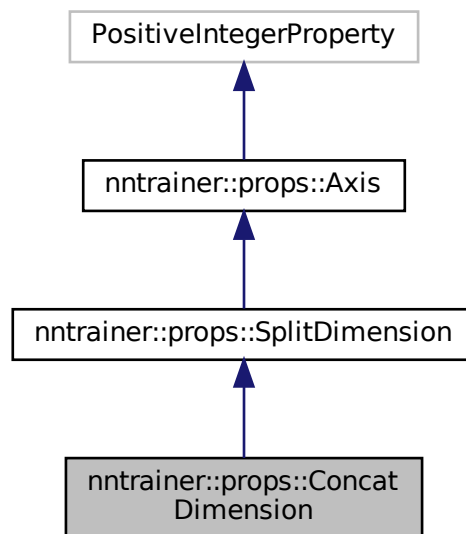 PositiveIntegerProperty
nntrainer::props::Axis
nntrainer::props::SplitDimension
nntrainer::props::Concat
Dimension